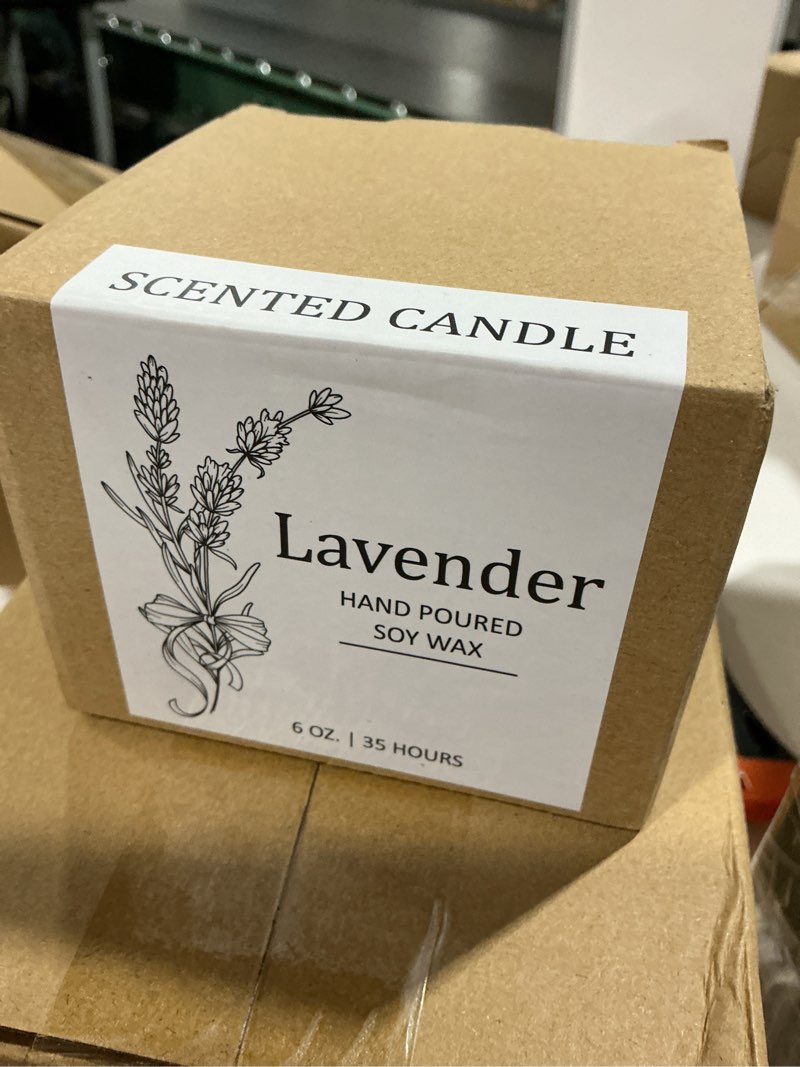 SCENTED CANDLE
Lavender
HAND POURED
SOY WAX
6 OZ. | 35 HOURS